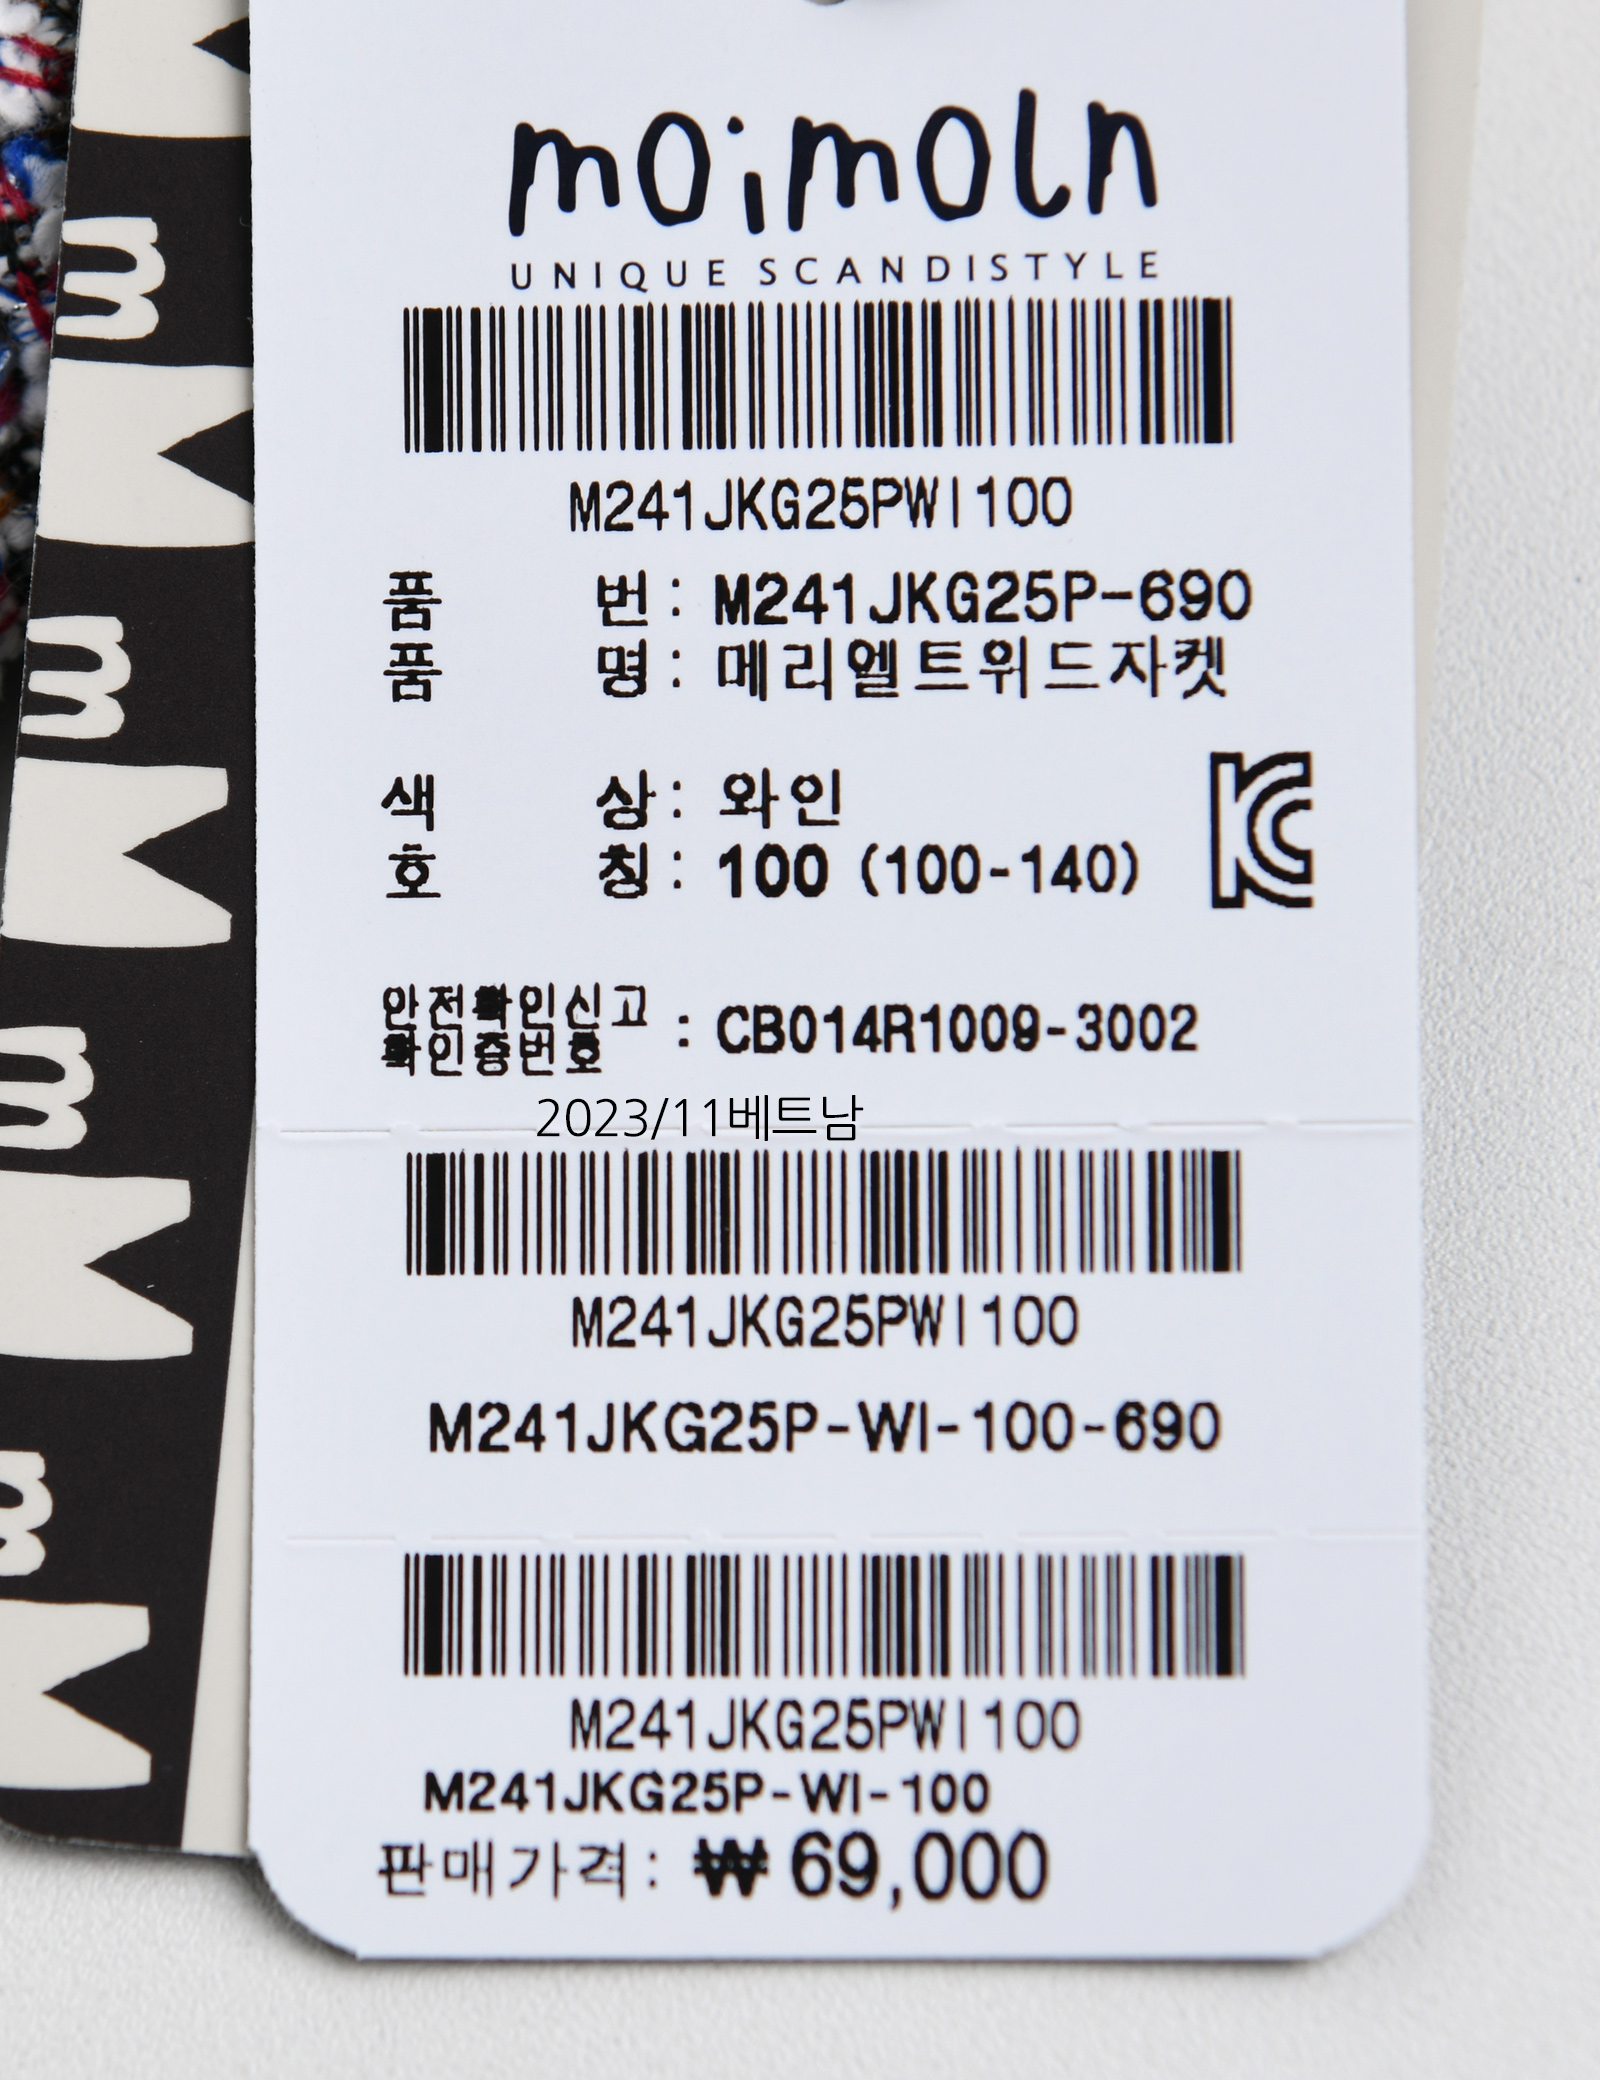 moimoln
UNIQUE SCANDISTYLE
M241JKG25PWI100
품 번 : M241JKG25P-690
품 명 : 메리엘트위드자켓
색 상 : 와인
호 칭 : 100 (100-140)
안전확인신고
확인증번호 : CB014R1009-3002
2023/11베트남
M241JKG25PWI100
M241JKG25P-WI-100-690
M241JKG25PWI100
M241JKG25P-WI-100
판매가격: ₩ 69,000